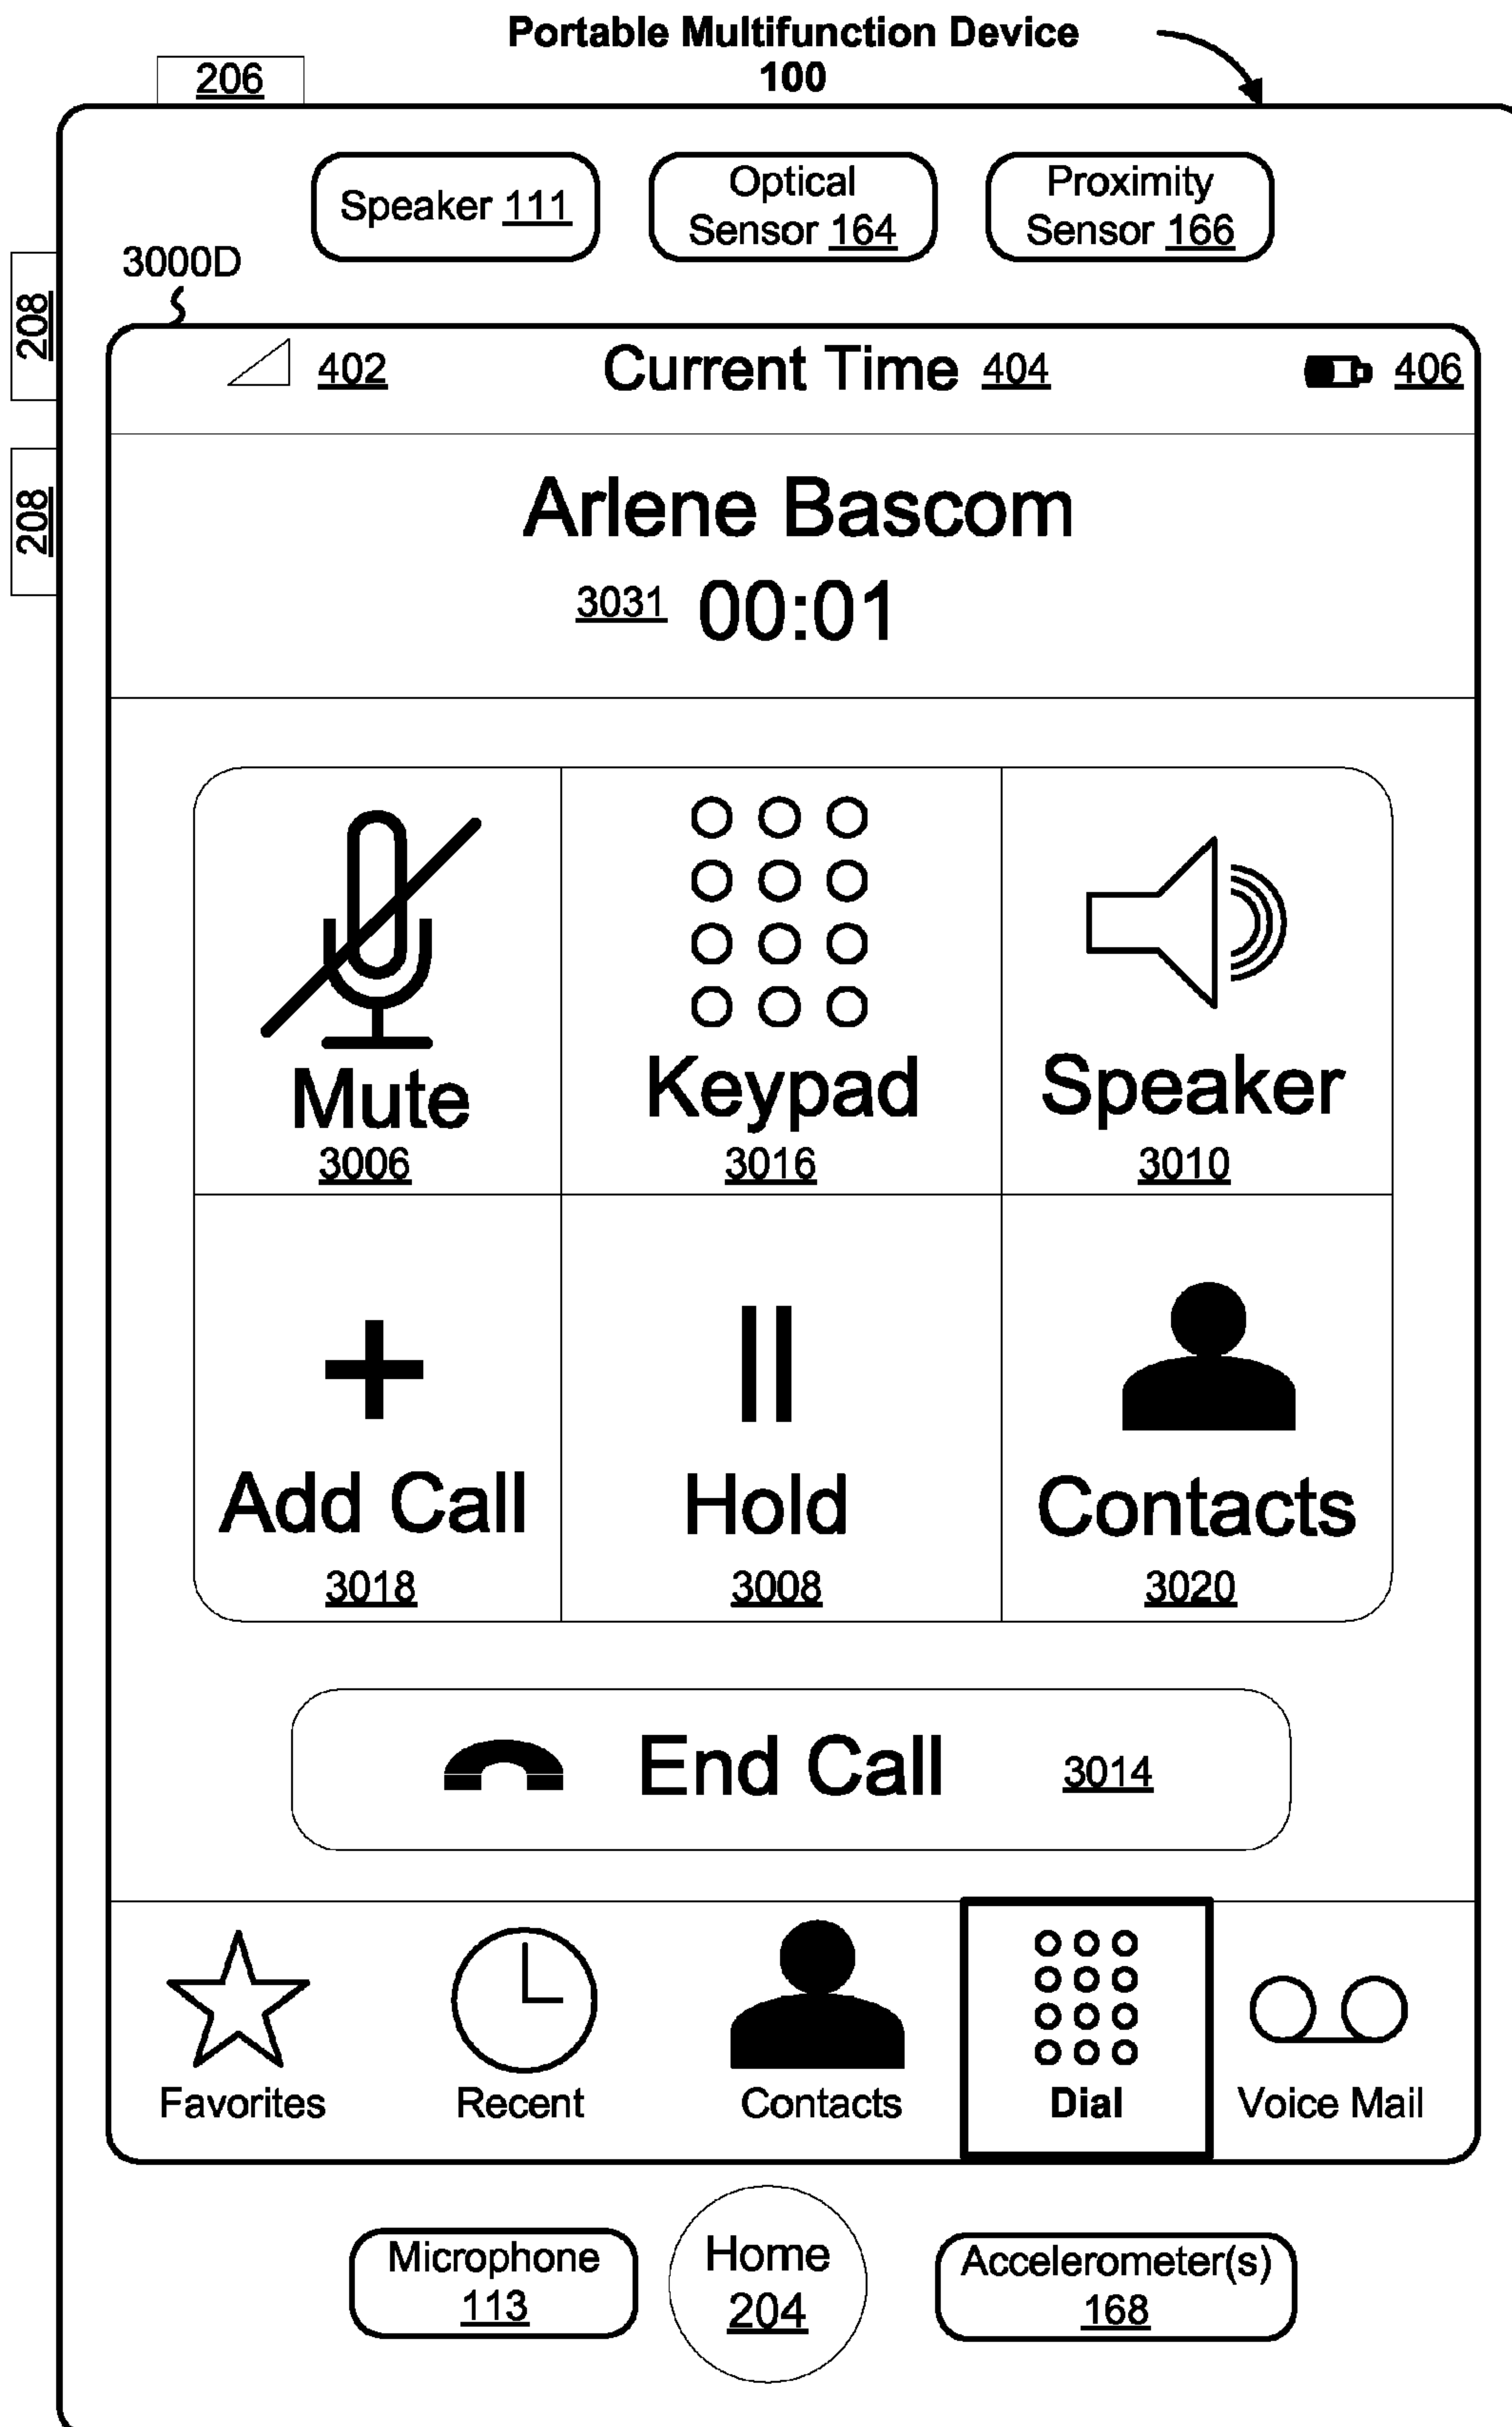 Portable Multifunction Device
100
206
Speaker 111
Optical
Sensor 164
Proximity
Sensor 166
3000D
208
208
402
Current Time 404
406
Arlene Bascom
3031 00:01
Mute
3006
Keypad
3016
Speaker
3010
Add Call
3018
Hold
3008
Contacts
3020
End Call 3014
Favorites
Recent
Contacts
Dial
Voice Mail
Microphone
113
Home
204
Accelerometer(s)
168